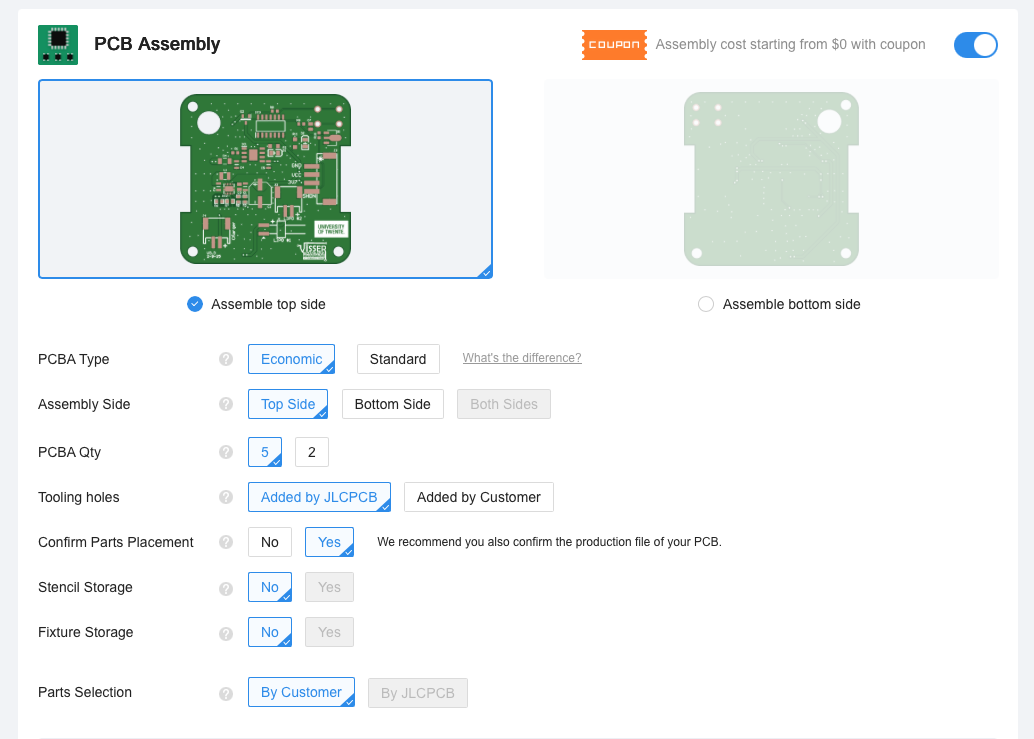 PCB Assembly
COUPON Assembly cost starting from $0 with coupon
GND
VCC
UNIVERSITY
OF TWENTE
VISSER
Assemble top side
Assemble bottom side
PCBA Type ? Economic Standard What's the difference?
Assembly Side ? Top Side Bottom Side Both Sides
PCBA Qty ? 5 2
Tooling holes ? Added by JLCPCB Added by Customer
Confirm Parts Placement ? No Yes We recommend you also confirm the production file of your PCB.
Stencil Storage ? No Yes
Fixture Storage ? No Yes
Parts Selection ? By Customer By JLCPCB